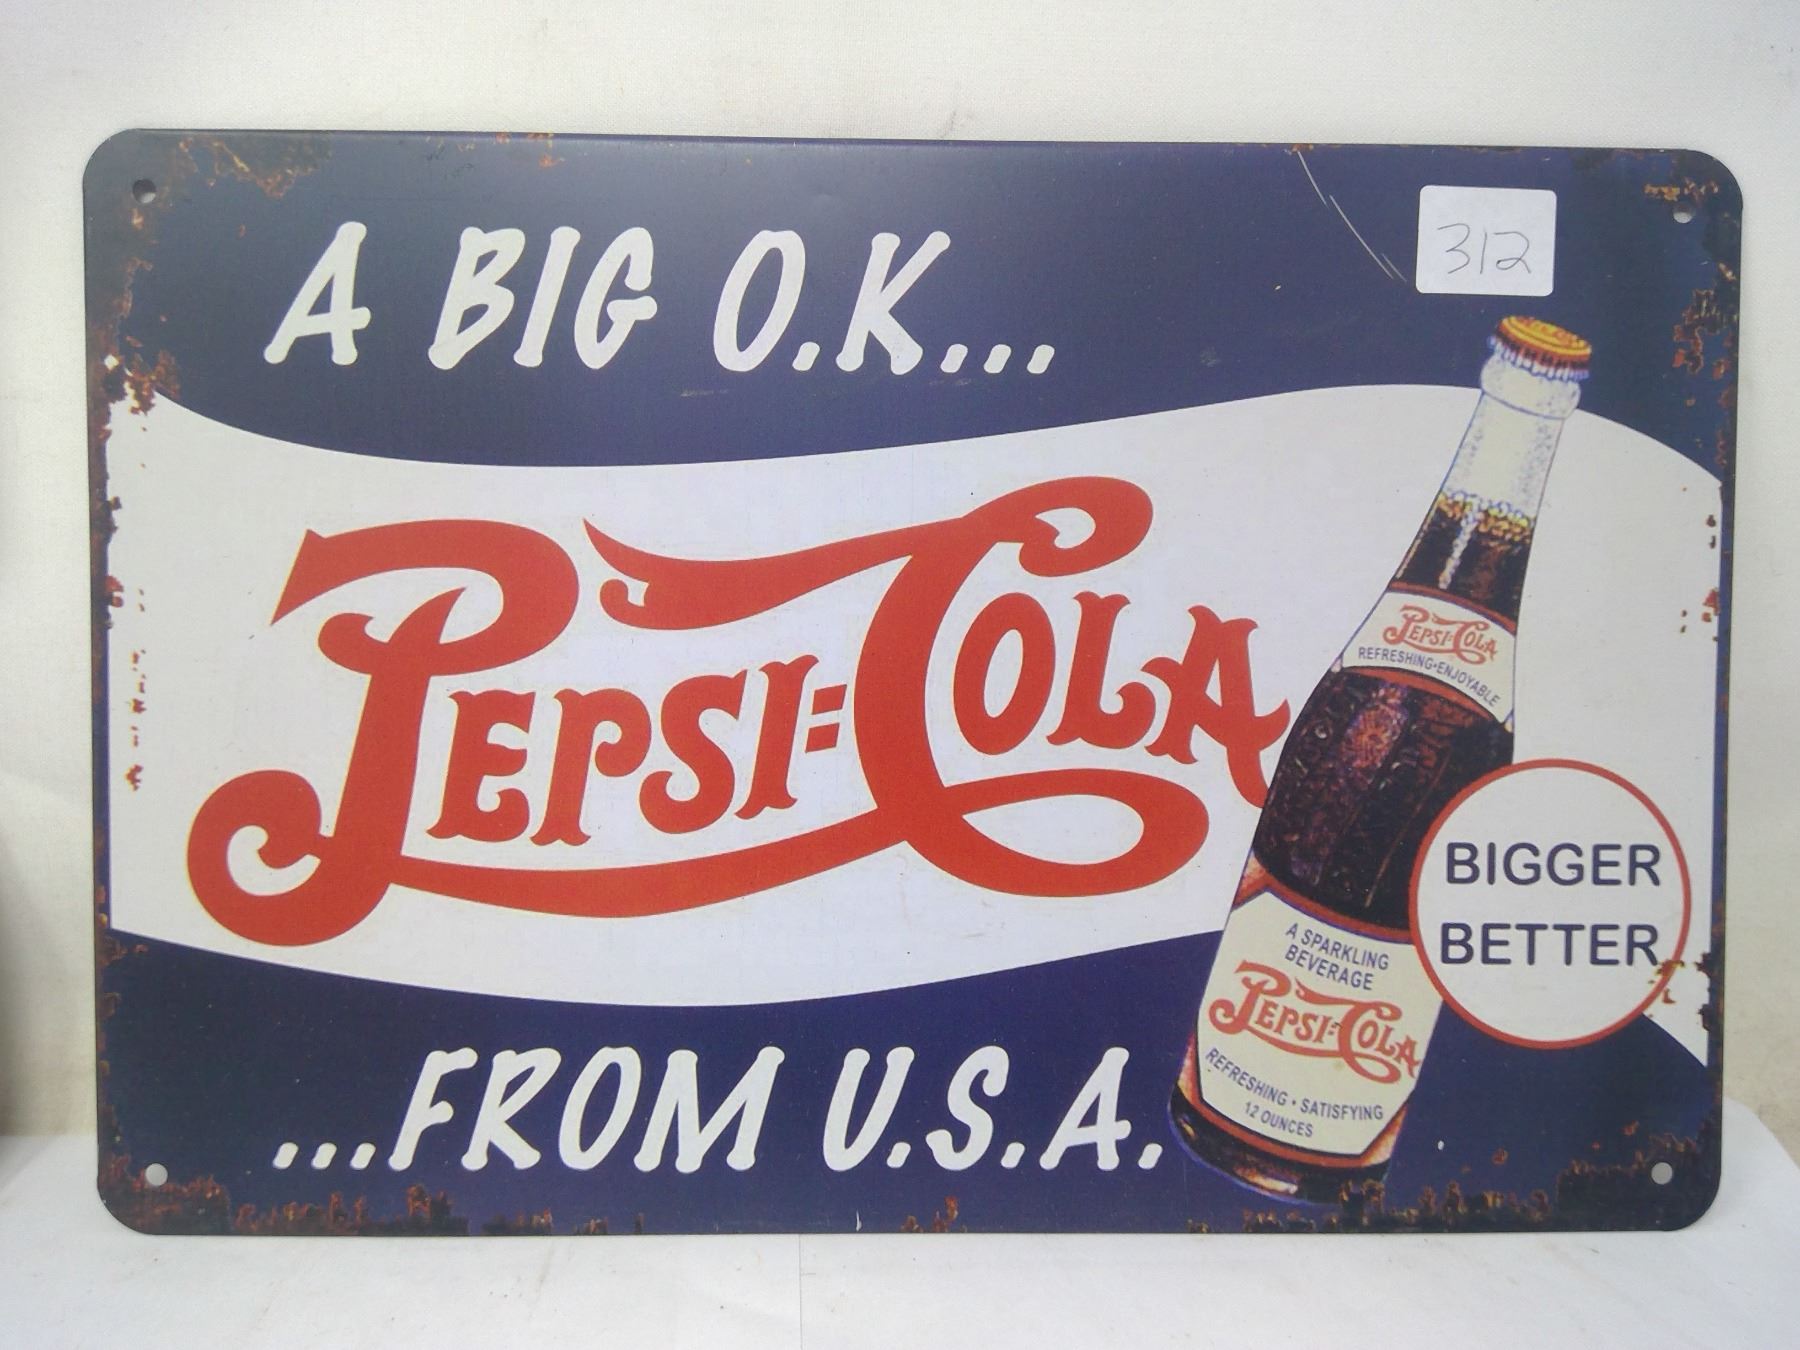 A BIG O.K...
312
PEPSI=COLA
PEPSI=COLA
REFRESHING•ENJOYABLE
BIGGER
BETTER
A SPARKLING
BEVERAGE
PEPSI=COLA
REFRESHING • SATISFYING
12 OUNCES
...FROM U.S.A.